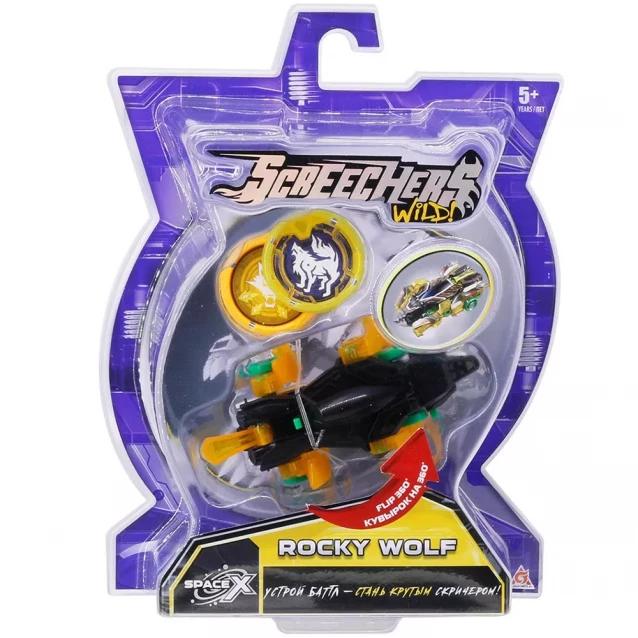 5+
YEARS / ЛЕТ
SCREECHERS
WILD!
FLIP 360°
КУВЫРОК НА 360°
ROCKY WOLF
SPACE X
УСТРОЙ БАТТЛ – СТАНЬ КРУТЫМ СКРИЧЕРОМ!